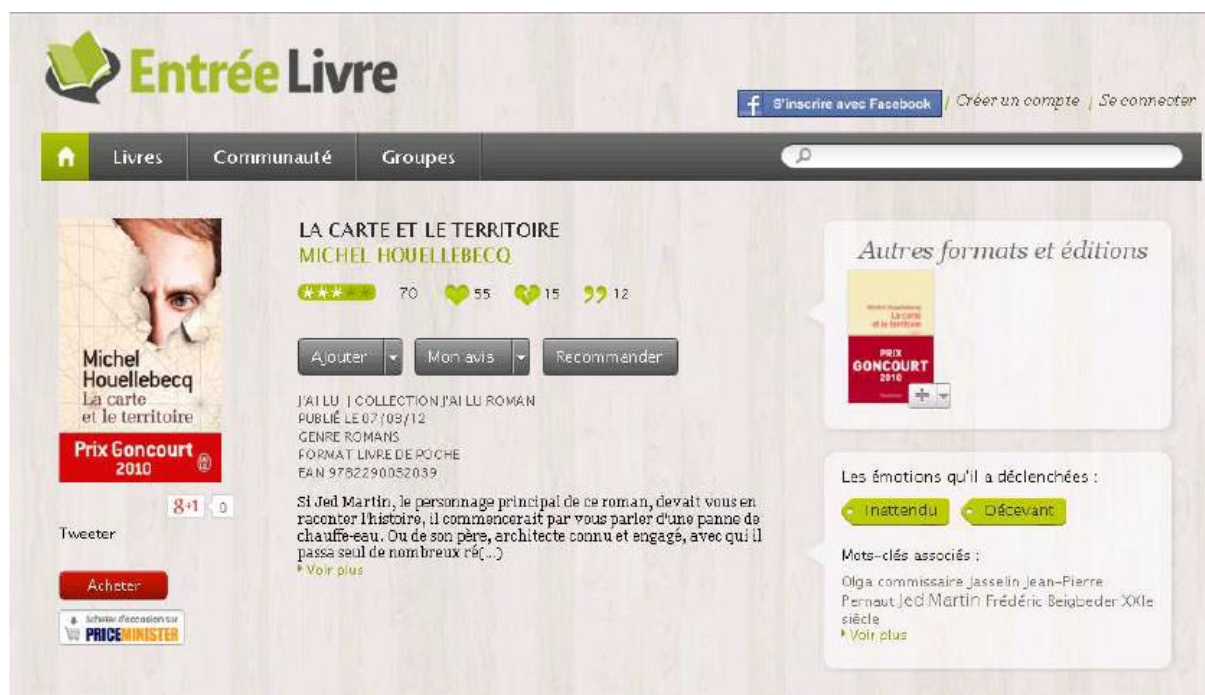 Entrée Livre
S'inscrire avec Facebook / Créer un compte / Se connecter
Livres Communauté Groupes
Michel
Houellebecq
La carte
et le territoire
Prix Goncourt
2010
g+1 0
Tweeter
Acheter
Acheter d'occasion sur
PRICEMINISTER
LA CARTE ET LE TERRITOIRE
MICHEL HOUELLEBECQ
70 55 15 12
Ajouter Mon avis Recommander
J'AI LU | COLLECTION J'AI LU ROMAN
PUBLIÉ LE 07/03/12
GENRE ROMANS
FORMAT LIVRE DE POCHE
EAN 9782290032039
Si Jed Martin, le personnage principal de ce roman, devait vous en
raconter l'histoire, il commencerait par vous parler d'une panne de
chauffe-eau. Ou de son père, architecte connu et engagé, avec qui il
passa seul de nombreux ré(...)
Voir plus
Autres formats et éditions
Michel Houellebecq
La carte
et le territoire
PRIX
GONCOURT
2010
Les émotions qu'il a déclenchées :
Inattendu Décevant
Mots-clés associés :
Olga commissaire Jasselin Jean-Pierre
Pernaut Jed Martin Frédéric Beigbeder XXIe
siècle
Voir plus